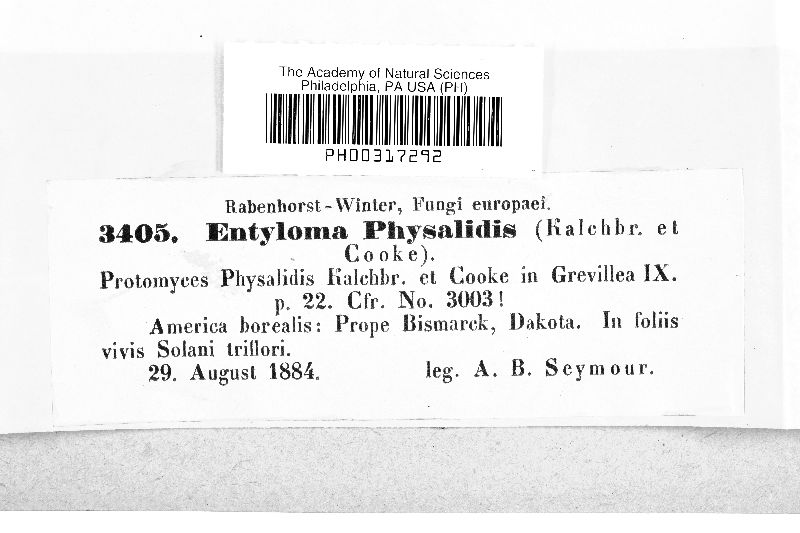 The Academy of Natural Sciences
Philadelphia, PA USA (PH)
PH00317292
Rabenhorst-Winter, Fungi europaei.
3405. Entyloma Physalidis (Kalchbr. et
Cooke).
Protomyces Physalidis Kalchbr. et Cooke in Grevillea IX.
p. 22. Cfr. No. 3003!
America borealis: Prope Bismarck, Dakota. In foliis
vivis Solani triflori.
29. August 1884. leg. A. B. Seymour.